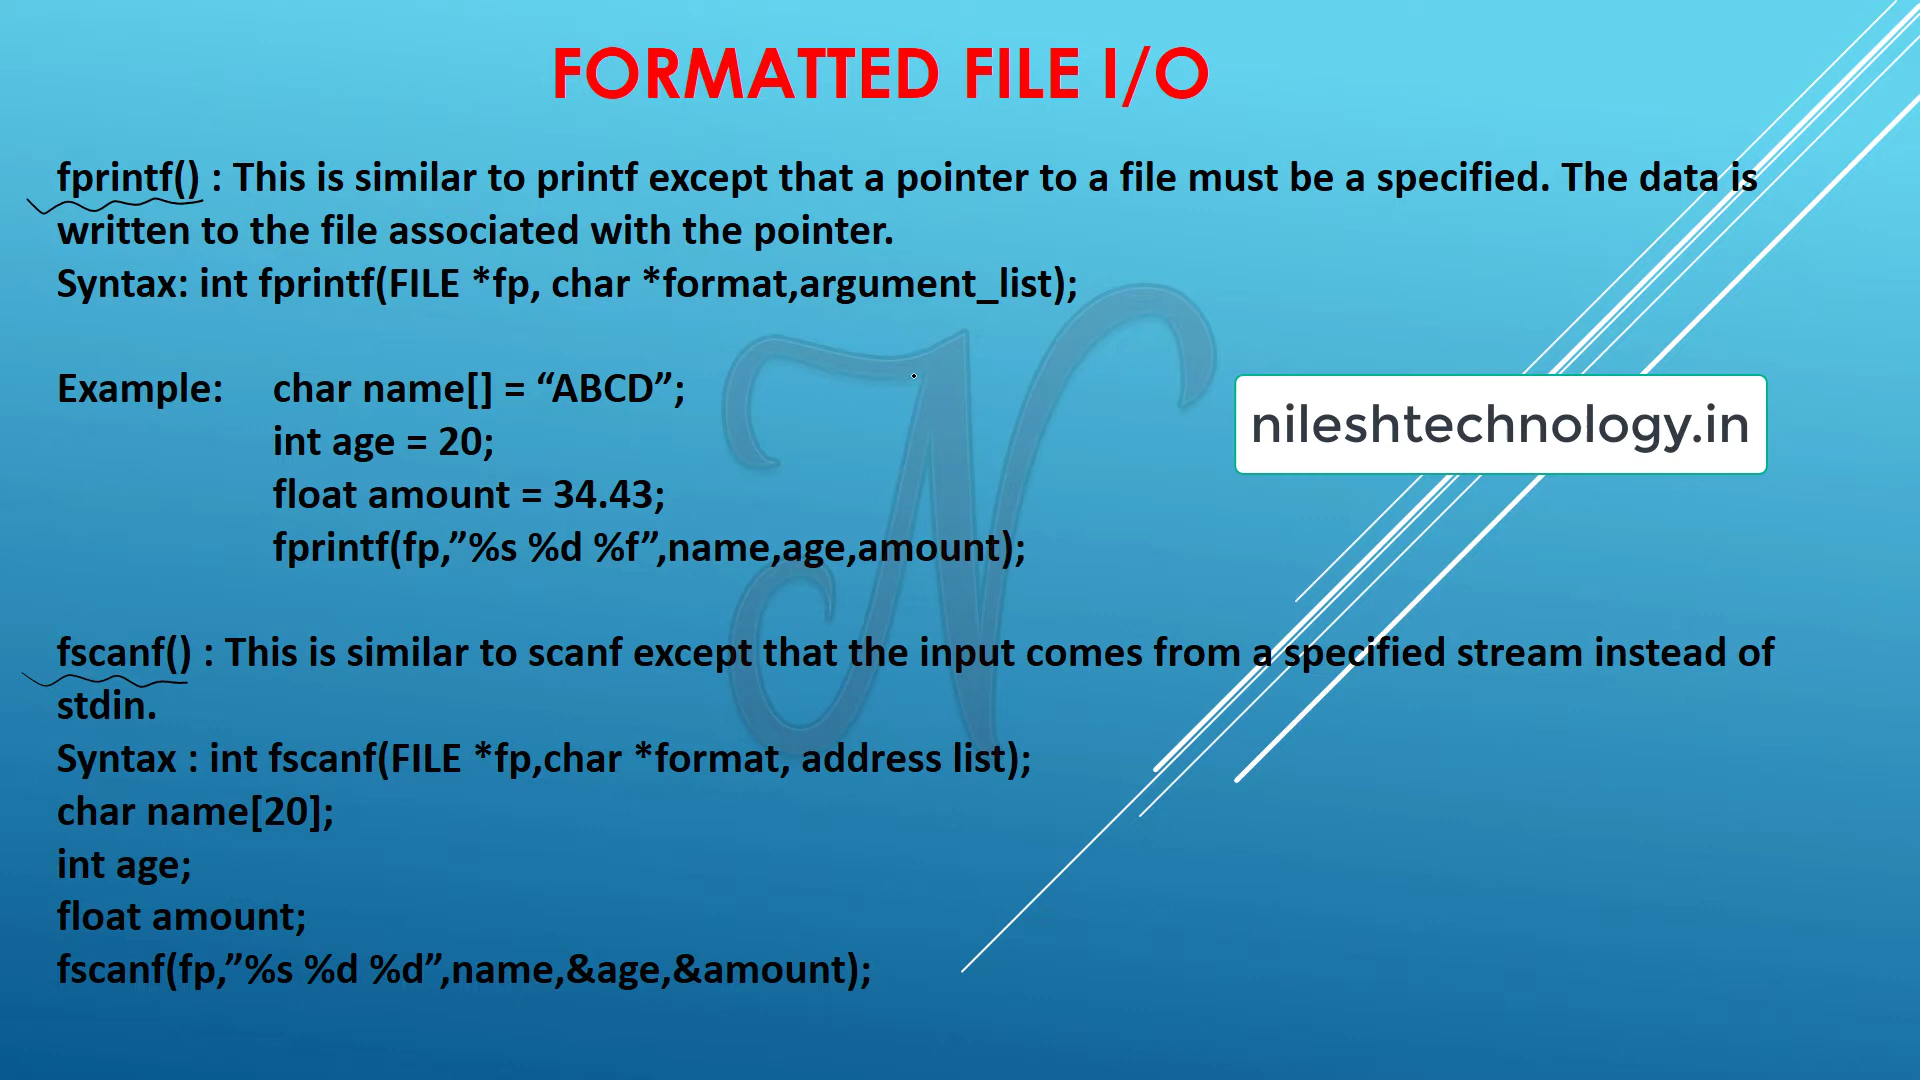 FORMATTED FILE I/O
fprintf() : This is similar to printf except that a pointer to a file must be a specified. The data is
written to the file associated with the pointer.
Syntax: int fprintf(FILE *fp, char *format,argument_list);
Example: char name[] = “ABCD”;
int age = 20;
float amount = 34.43;
fprintf(fp,”%s %d %f”,name,age,amount);
nileshtechnology.in
fscanf() : This is similar to scanf except that the input comes from a specified stream instead of
stdin.
Syntax : int fscanf(FILE *fp,char *format, address list);
char name[20];
int age;
float amount;
fscanf(fp,”%s %d %d”,name,&age,&amount);
N